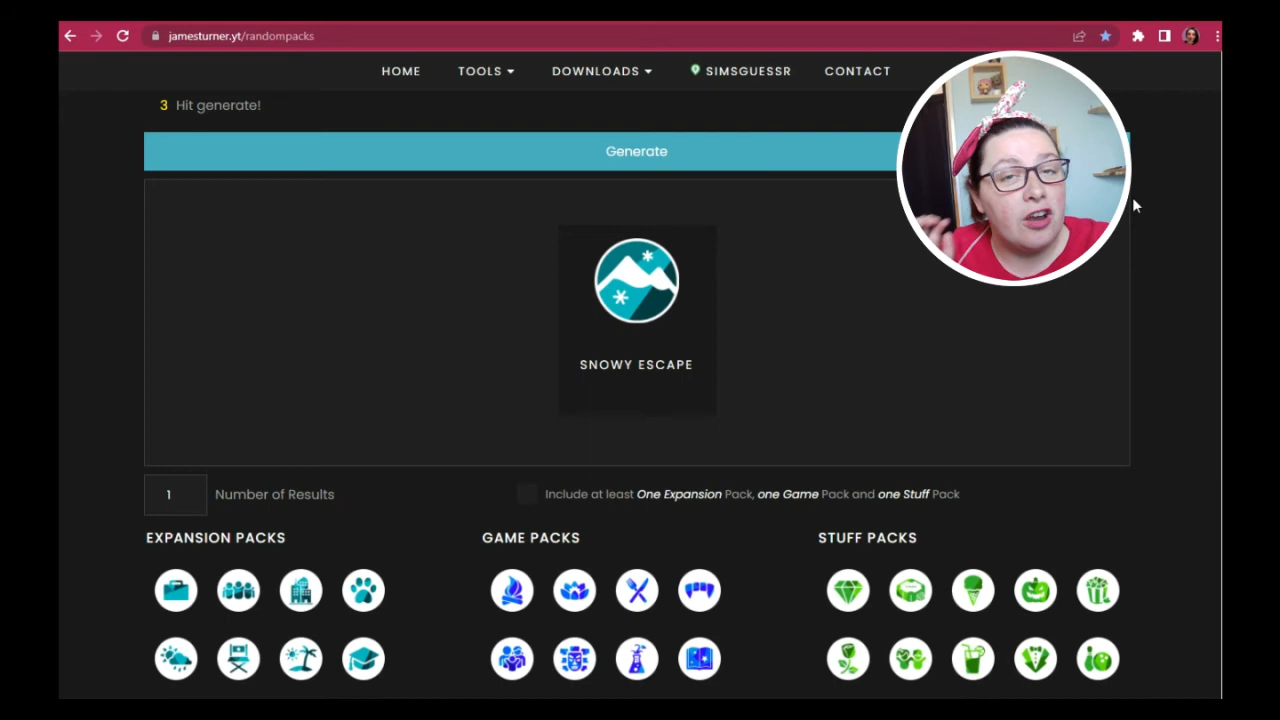 jamesturner.yt/randompacks
HOME TOOLS DOWNLOADS SIMSGUESSR CONTACT
3 Hit generate!
Generate
SNOWY ESCAPE
1 Number of Results
Include at least One Expansion Pack, one Game Pack and one Stuff Pack
EXPANSION PACKS GAME PACKS STUFF PACKS